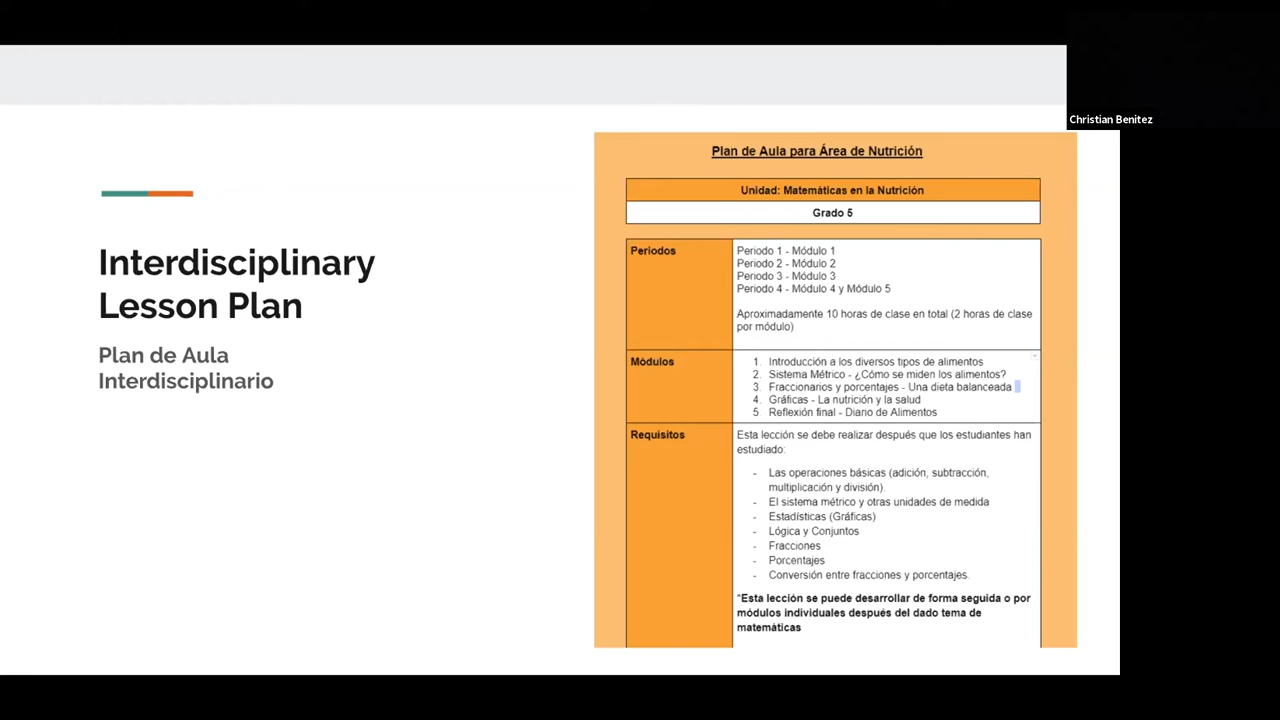 Christian Benitez
Interdisciplinary
Lesson Plan
Plan de Aula
Interdisciplinario
Plan de Aula para Área de Nutrición
Unidad: Matemáticas en la Nutrición
Grado 5
Periodos
Periodo 1 - Módulo 1
Periodo 2 - Módulo 2
Periodo 3 - Módulo 3
Periodo 4 - Módulo 4 y Módulo 5
Aproximadamente 10 horas de clase en total (2 horas de clase
por módulo)
Módulos
1. Introducción a los diversos tipos de alimentos
2. Sistema Métrico - ¿Cómo se miden los alimentos?
3. Fraccionarios y porcentajes - Una dieta balanceada
4. Gráficas - La nutrición y la salud
5. Reflexión final - Diario de Alimentos
Requisitos
Esta lección se debe realizar después que los estudiantes han
estudiado:
- Las operaciones básicas (adición, subtracción,
multiplicación y división).
- El sistema métrico y otras unidades de medida
- Estadísticas (Gráficas)
- Lógica y Conjuntos
- Fracciones
- Porcentajes
- Conversión entre fracciones y porcentajes.
*Esta lección se puede desarrollar de forma seguida o por
módulos individuales después del dado tema de
matemáticas